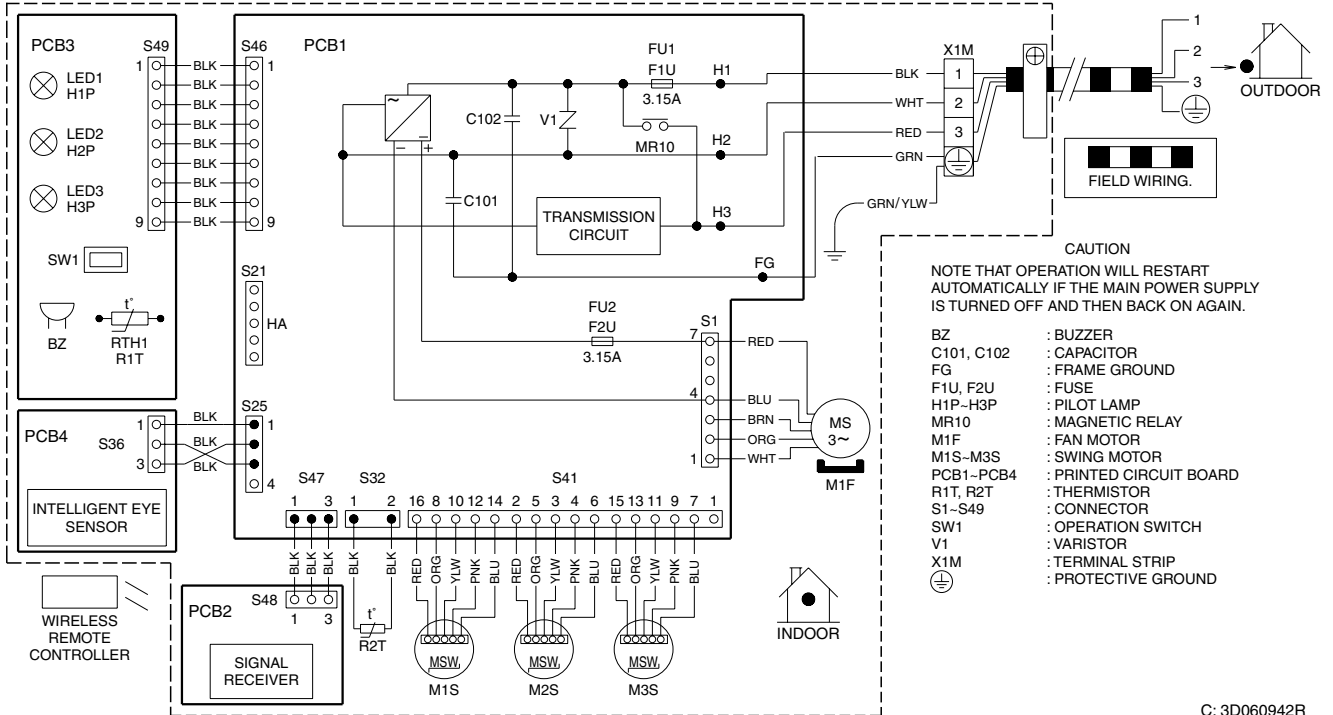 PCB3
LED1
H1P
LED2
H2P
LED3
H3P
SW1
BZ
t°
RTH1
R1T
S49
1
9
BLK
BLK
BLK
BLK
BLK
BLK
BLK
BLK
BLK
S46
1
9
PCB1
S21
HA
~
−
− +
C102
V1
FU1
F1U
3.15A
MR10
C101
TRANSMISSION
CIRCUIT
H1
H2
H3
FG
FU2
F2U
3.15A
BLK
WHT
RED
GRN
GRN/YLW
X1M
1
2
3
1
2
3
OUTDOOR
FIELD WIRING.
S1
7
4
1
RED
BLU
BRN
ORG
WHT
MS
3~
M1F
PCB4
S36
1
3
INTELLIGENT EYE
SENSOR
BLK
BLK
BLK
S25
1
4
S47
1 3
S32
1 2
S41
16 8 10 12 14 2 5 3 4 6 15 13 11 9 7 1
BLK BLK BLK
BLK BLK
RED ORG YLW PNK BLU RED ORG YLW PNK BLU RED ORG YLW PNK BLU
PCB2
S48
1 3
SIGNAL
RECEIVER
t°
R2T
MSW
M1S
MSW
M2S
MSW
M3S
WIRELESS
REMOTE
CONTROLLER
INDOOR
CAUTION
NOTE THAT OPERATION WILL RESTART
AUTOMATICALLY IF THE MAIN POWER SUPPLY
IS TURNED OFF AND THEN BACK ON AGAIN.
BZ : BUZZER
C101, C102 : CAPACITOR
FG : FRAME GROUND
F1U, F2U : FUSE
H1P~H3P : PILOT LAMP
MR10 : MAGNETIC RELAY
M1F : FAN MOTOR
M1S~M3S : SWING MOTOR
PCB1~PCB4 : PRINTED CIRCUIT BOARD
R1T, R2T : THERMISTOR
S1~S49 : CONNECTOR
SW1 : OPERATION SWITCH
V1 : VARISTOR
X1M : TERMINAL STRIP
: PROTECTIVE GROUND
C: 3D060942R